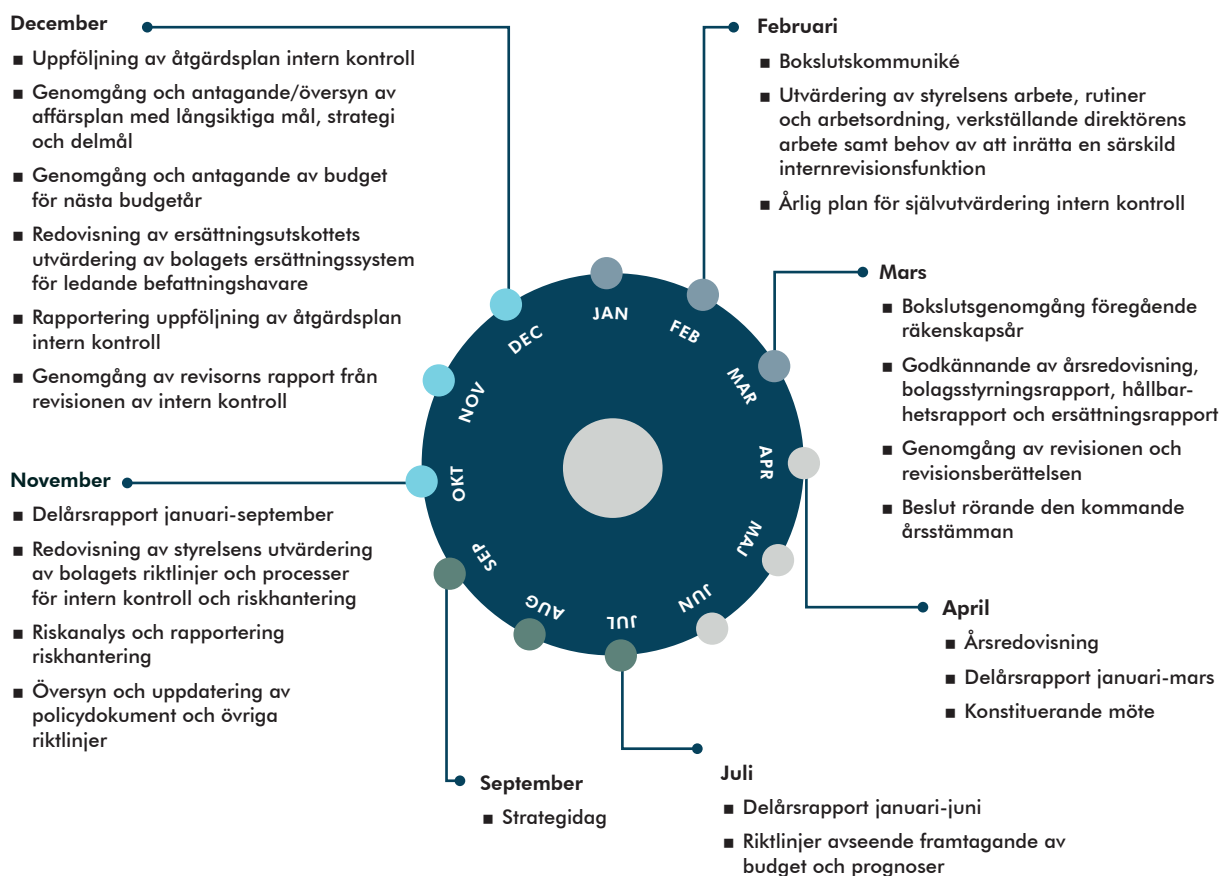 December
▪ Uppföljning av åtgärdsplan intern kontroll
▪ Genomgång och antagande/översyn av
affärsplan med långsiktiga mål, strategi
och delmål
▪ Genomgång och antagande av budget
för nästa budgetår
▪ Redovisning av ersättningsutskottets
utvärdering av bolagets ersättningssystem
för ledande befattningshavare
▪ Rapportering uppföljning av åtgärdsplan
intern kontroll
▪ Genomgång av revisorns rapport från
revisionen av intern kontroll
November
▪ Delårsrapport januari-september
▪ Redovisning av styrelsens utvärdering
av bolagets riktlinjer och processer
för intern kontroll och riskhantering
▪ Riskanalys och rapportering
riskhantering
▪ Översyn och uppdatering av
policydokument och övriga
riktlinjer
JAN
FEB
MAR
APR
MAJ
JUN
JUL
AUG
SEP
OKT
NOV
DEC
Februari
▪ Bokslutskommuniké
▪ Utvärdering av styrelsens arbete, rutiner
och arbetsordning, verkställande direktörens
arbete samt behov av att inrätta en särskild
internrevisionsfunktion
▪ Årlig plan för självutvärdering intern kontroll
Mars
▪ Bokslutsgenomgång föregående
räkenskapsår
▪ Godkännande av årsredovisning,
bolagsstyrningsrapport, hållbar-
hetsrapport och ersättningsrapport
▪ Genomgång av revisionen och
revisionsberättelsen
▪ Beslut rörande den kommande
årsstämman
April
▪ Årsredovisning
▪ Delårsrapport januari-mars
▪ Konstituerande möte
Juli
▪ Delårsrapport januari-juni
▪ Riktlinjer avseende framtagande av
budget och prognoser
September
▪ Strategidag